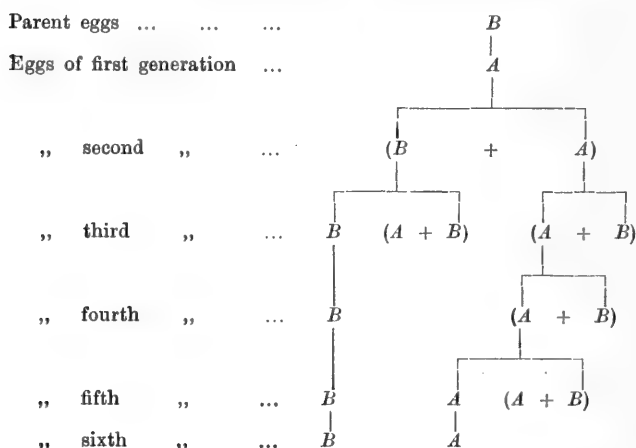 Parent eggs ... ... ... B
Eggs of first generation ... A
„ second „ ... (B + A)
„ third „ ... B (A + B) (A + B)
„ fourth „ ... B (A + B)
„ fifth „ ... B A (A + B)
„ sixth „ ... B A